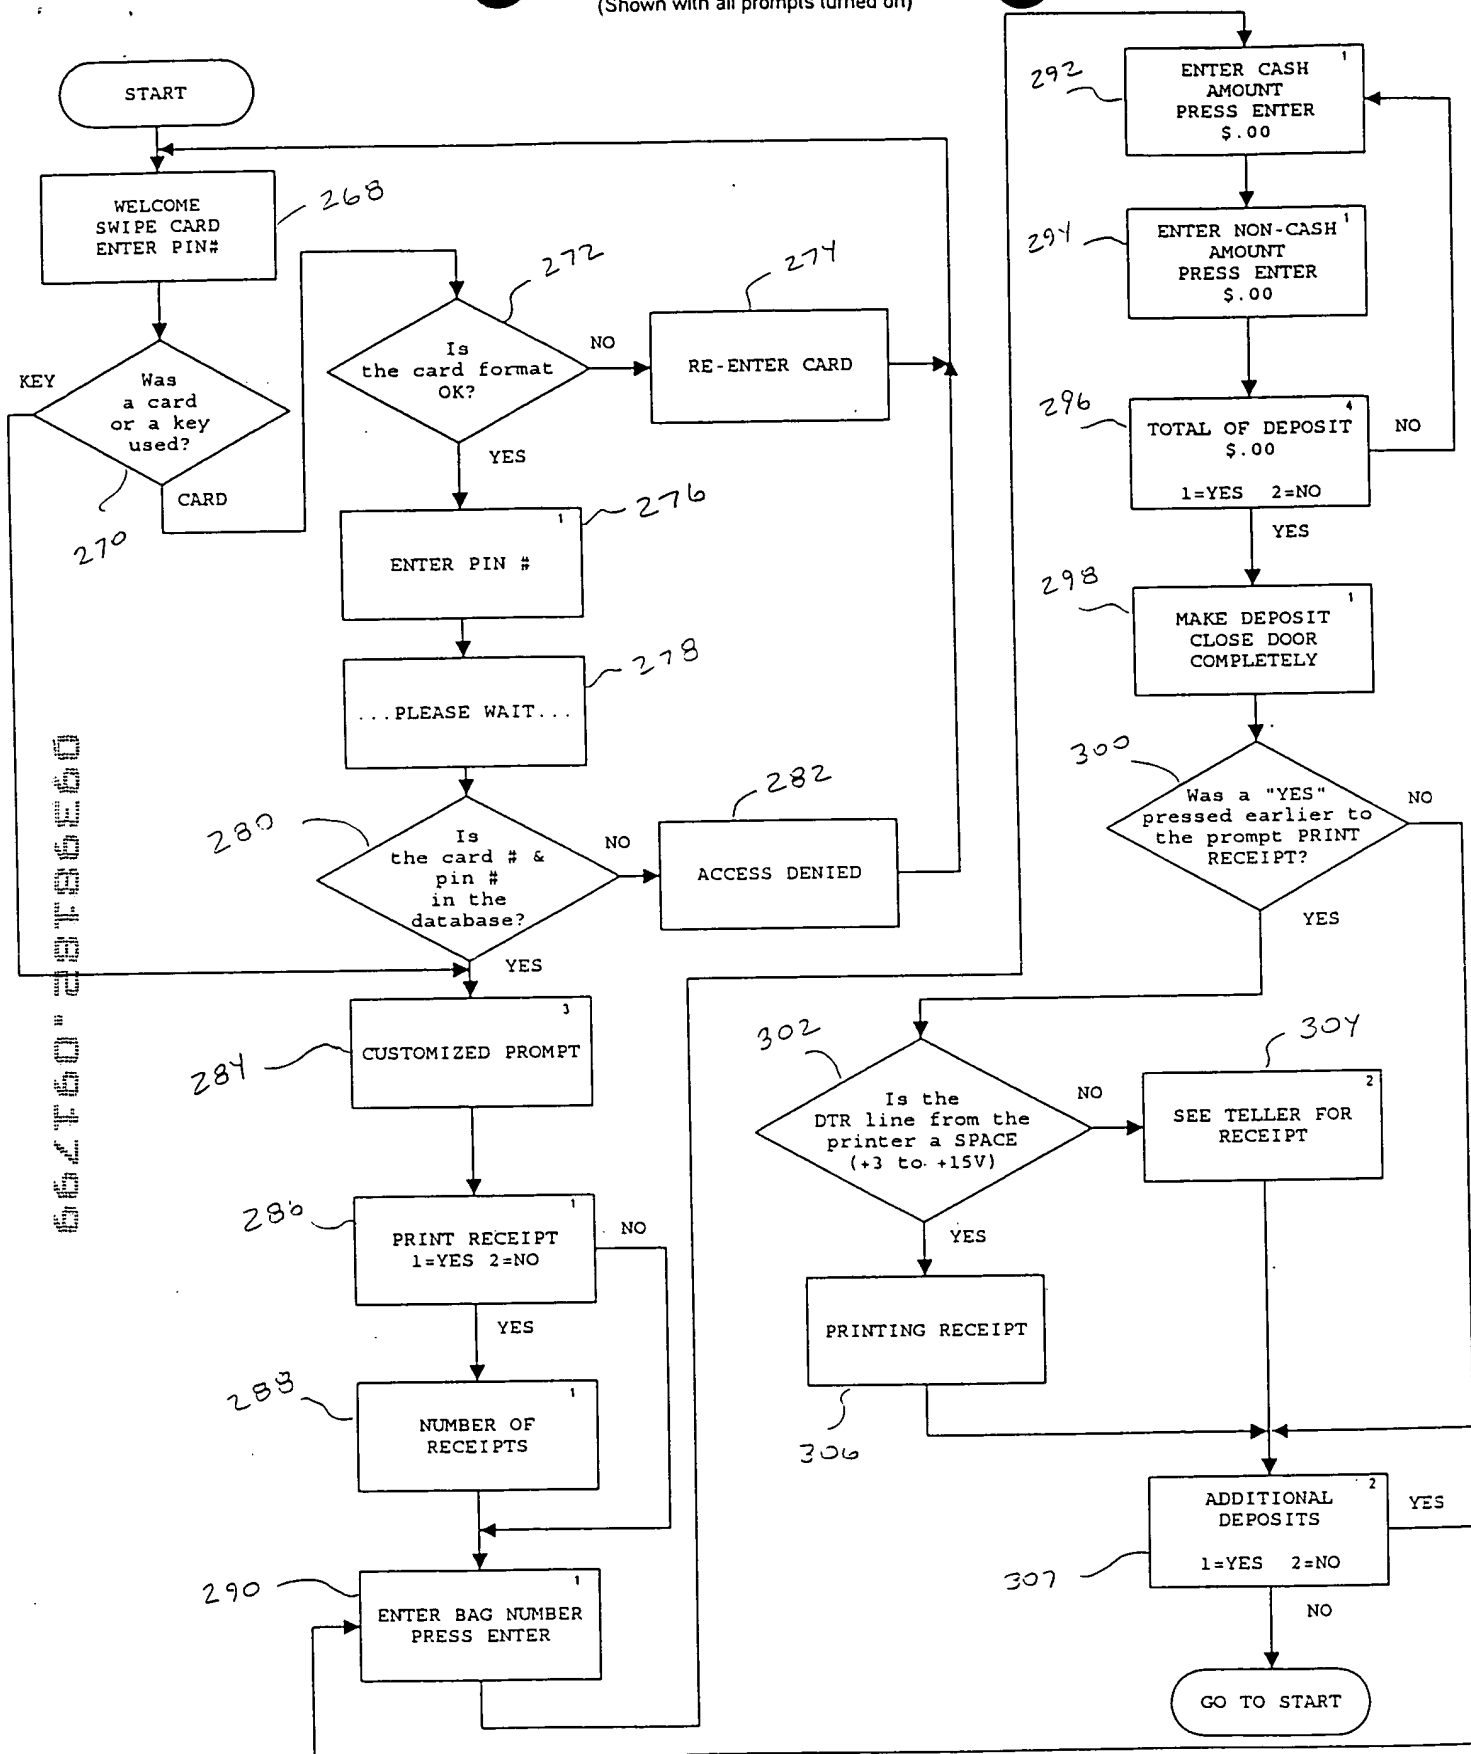 (Shown with all prompts turned on)
START
WELCOME
SWIPE CARD
ENTER PIN#
268
KEY
Was
a card
or a key
used?
CARD
270
272
Is
the card format
OK?
NO
YES
274
RE-ENTER CARD
276
1
ENTER PIN #
278
...PLEASE WAIT...
280
Is
the card # &
pin #
in the
database?
NO
YES
282
ACCESS DENIED
284
3
CUSTOMIZED PROMPT
286
1
PRINT RECEIPT
1=YES 2=NO
NO
YES
288
1
NUMBER OF
RECEIPTS
290
1
ENTER BAG NUMBER
PRESS ENTER
292
1
ENTER CASH
AMOUNT
PRESS ENTER
$.00
294
1
ENTER NON-CASH
AMOUNT
PRESS ENTER
$.00
296
4
TOTAL OF DEPOSIT
$.00
1=YES 2=NO
NO
YES
298
1
MAKE DEPOSIT
CLOSE DOOR
COMPLETELY
300
Was a "YES"
pressed earlier to
the prompt PRINT
RECEIPT?
NO
YES
302
Is the
DTR line from the
printer a SPACE
(+3 to +15V)
NO
YES
304
2
SEE TELLER FOR
RECEIPT
PRINTING RECEIPT
306
307
2
ADDITIONAL
DEPOSITS
1=YES 2=NO
YES
NO
GO TO START